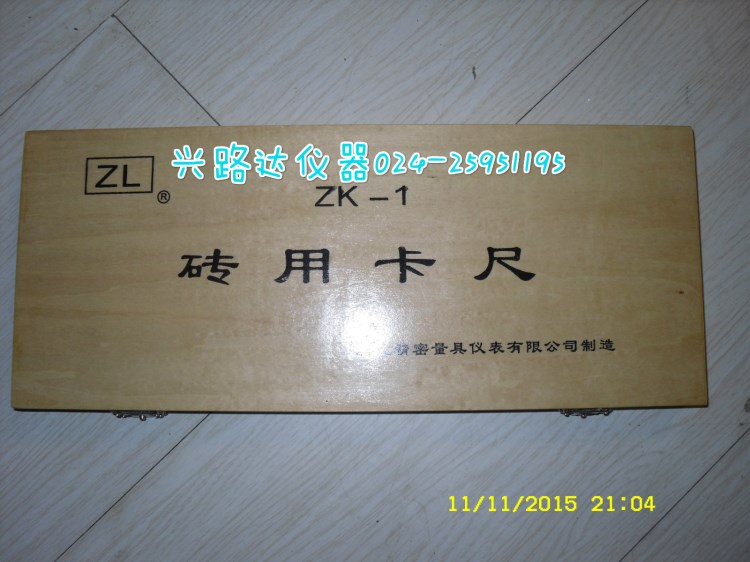 兴路达仪器024-25951195
ZL
®
ZK-1
砖用卡尺
精密量具仪表有限公司制造
11/11/2015 21:04